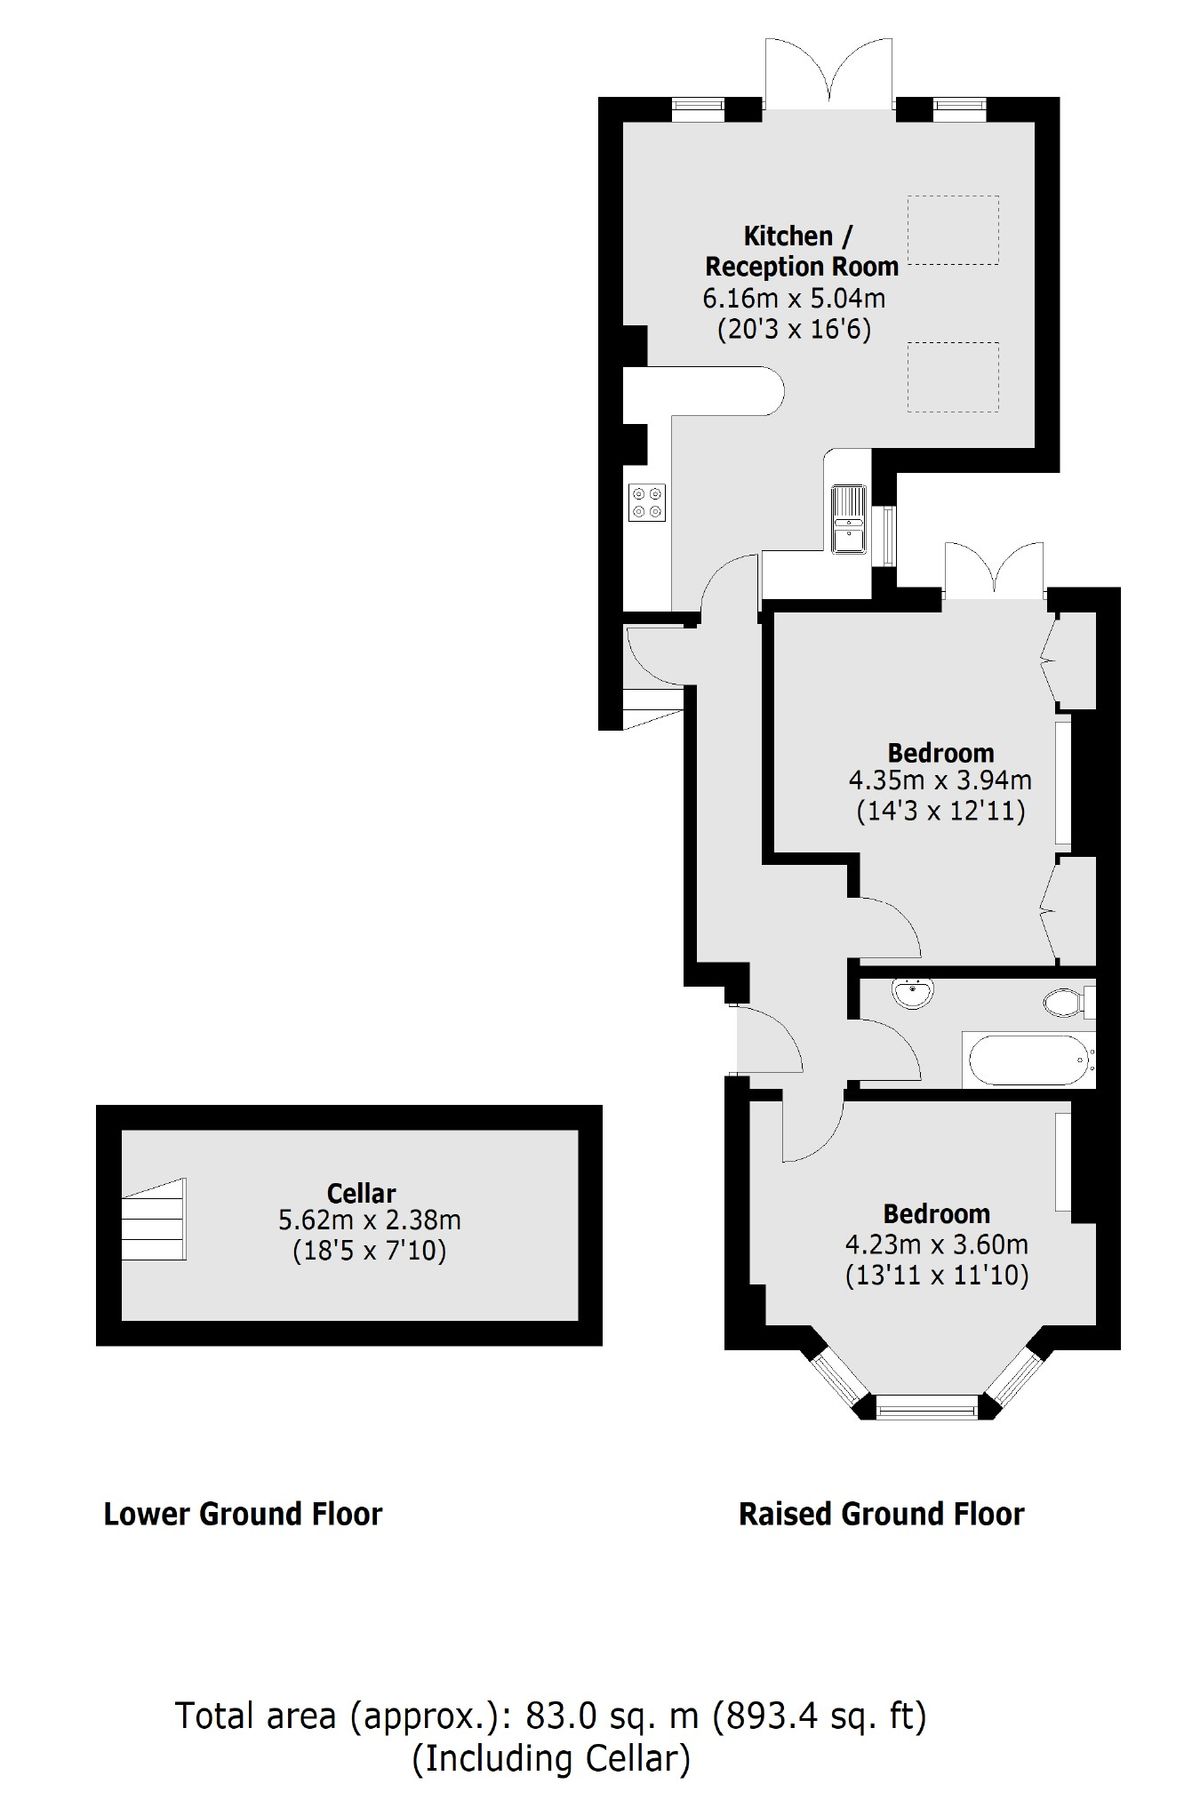 Kitchen /
Reception Room
6.16m x 5.04m
(20'3 x 16'6)
Bedroom
4.35m x 3.94m
(14'3 x 12'11)
Cellar
5.62m x 2.38m
(18'5 x 7'10)
Bedroom
4.23m x 3.60m
(13'11 x 11'10)
Lower Ground Floor
Raised Ground Floor
Total area (approx.): 83.0 sq. m (893.4 sq. ft)
(Including Cellar)